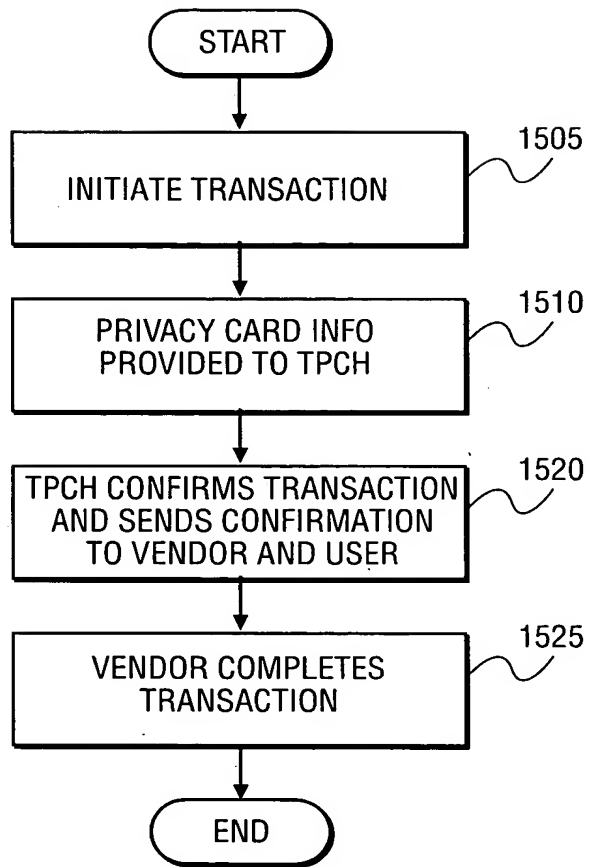 START
1505
INITIATE TRANSACTION
1510
PRIVACY CARD INFO
PROVIDED TO TPCH
1520
TPCH CONFIRMS TRANSACTION
AND SENDS CONFIRMATION
TO VENDOR AND USER
1525
VENDOR COMPLETES
TRANSACTION
END